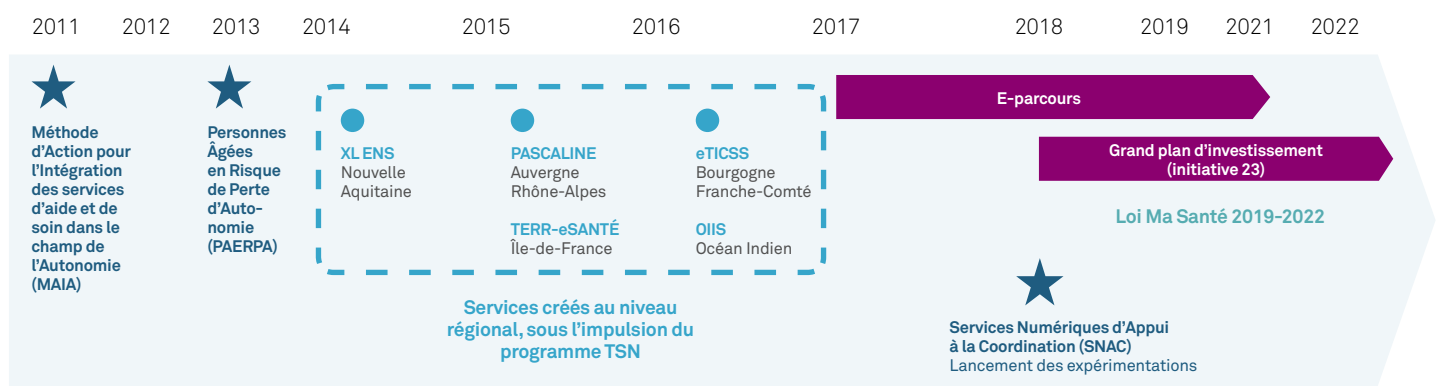 2011 2012 2013 2014 2015 2016 2017 2018 2019 2021 2022
Méthode
d'Action pour
l'Intégration
des services
d'aide et de
soin dans le
champ de
l'Autonomie
(MAIA)
Personnes
Âgées
en Risque
de Perte
d'Auto-
nomie
(PAERPA)
XL ENS
Nouvelle
Aquitaine
PASCALINE
Auvergne
Rhône-Alpes
TERR-eSANTÉ
Île-de-France
eTICSS
Bourgogne
Franche-Comté
OIIS
Océan Indien
Services créés au niveau
régional, sous l'impulsion du
programme TSN
E-parcours
Grand plan d'investissement
(initiative 23)
Loi Ma Santé 2019-2022
Services Numériques d'Appui
à la Coordination (SNAC)
Lancement des expérimentations